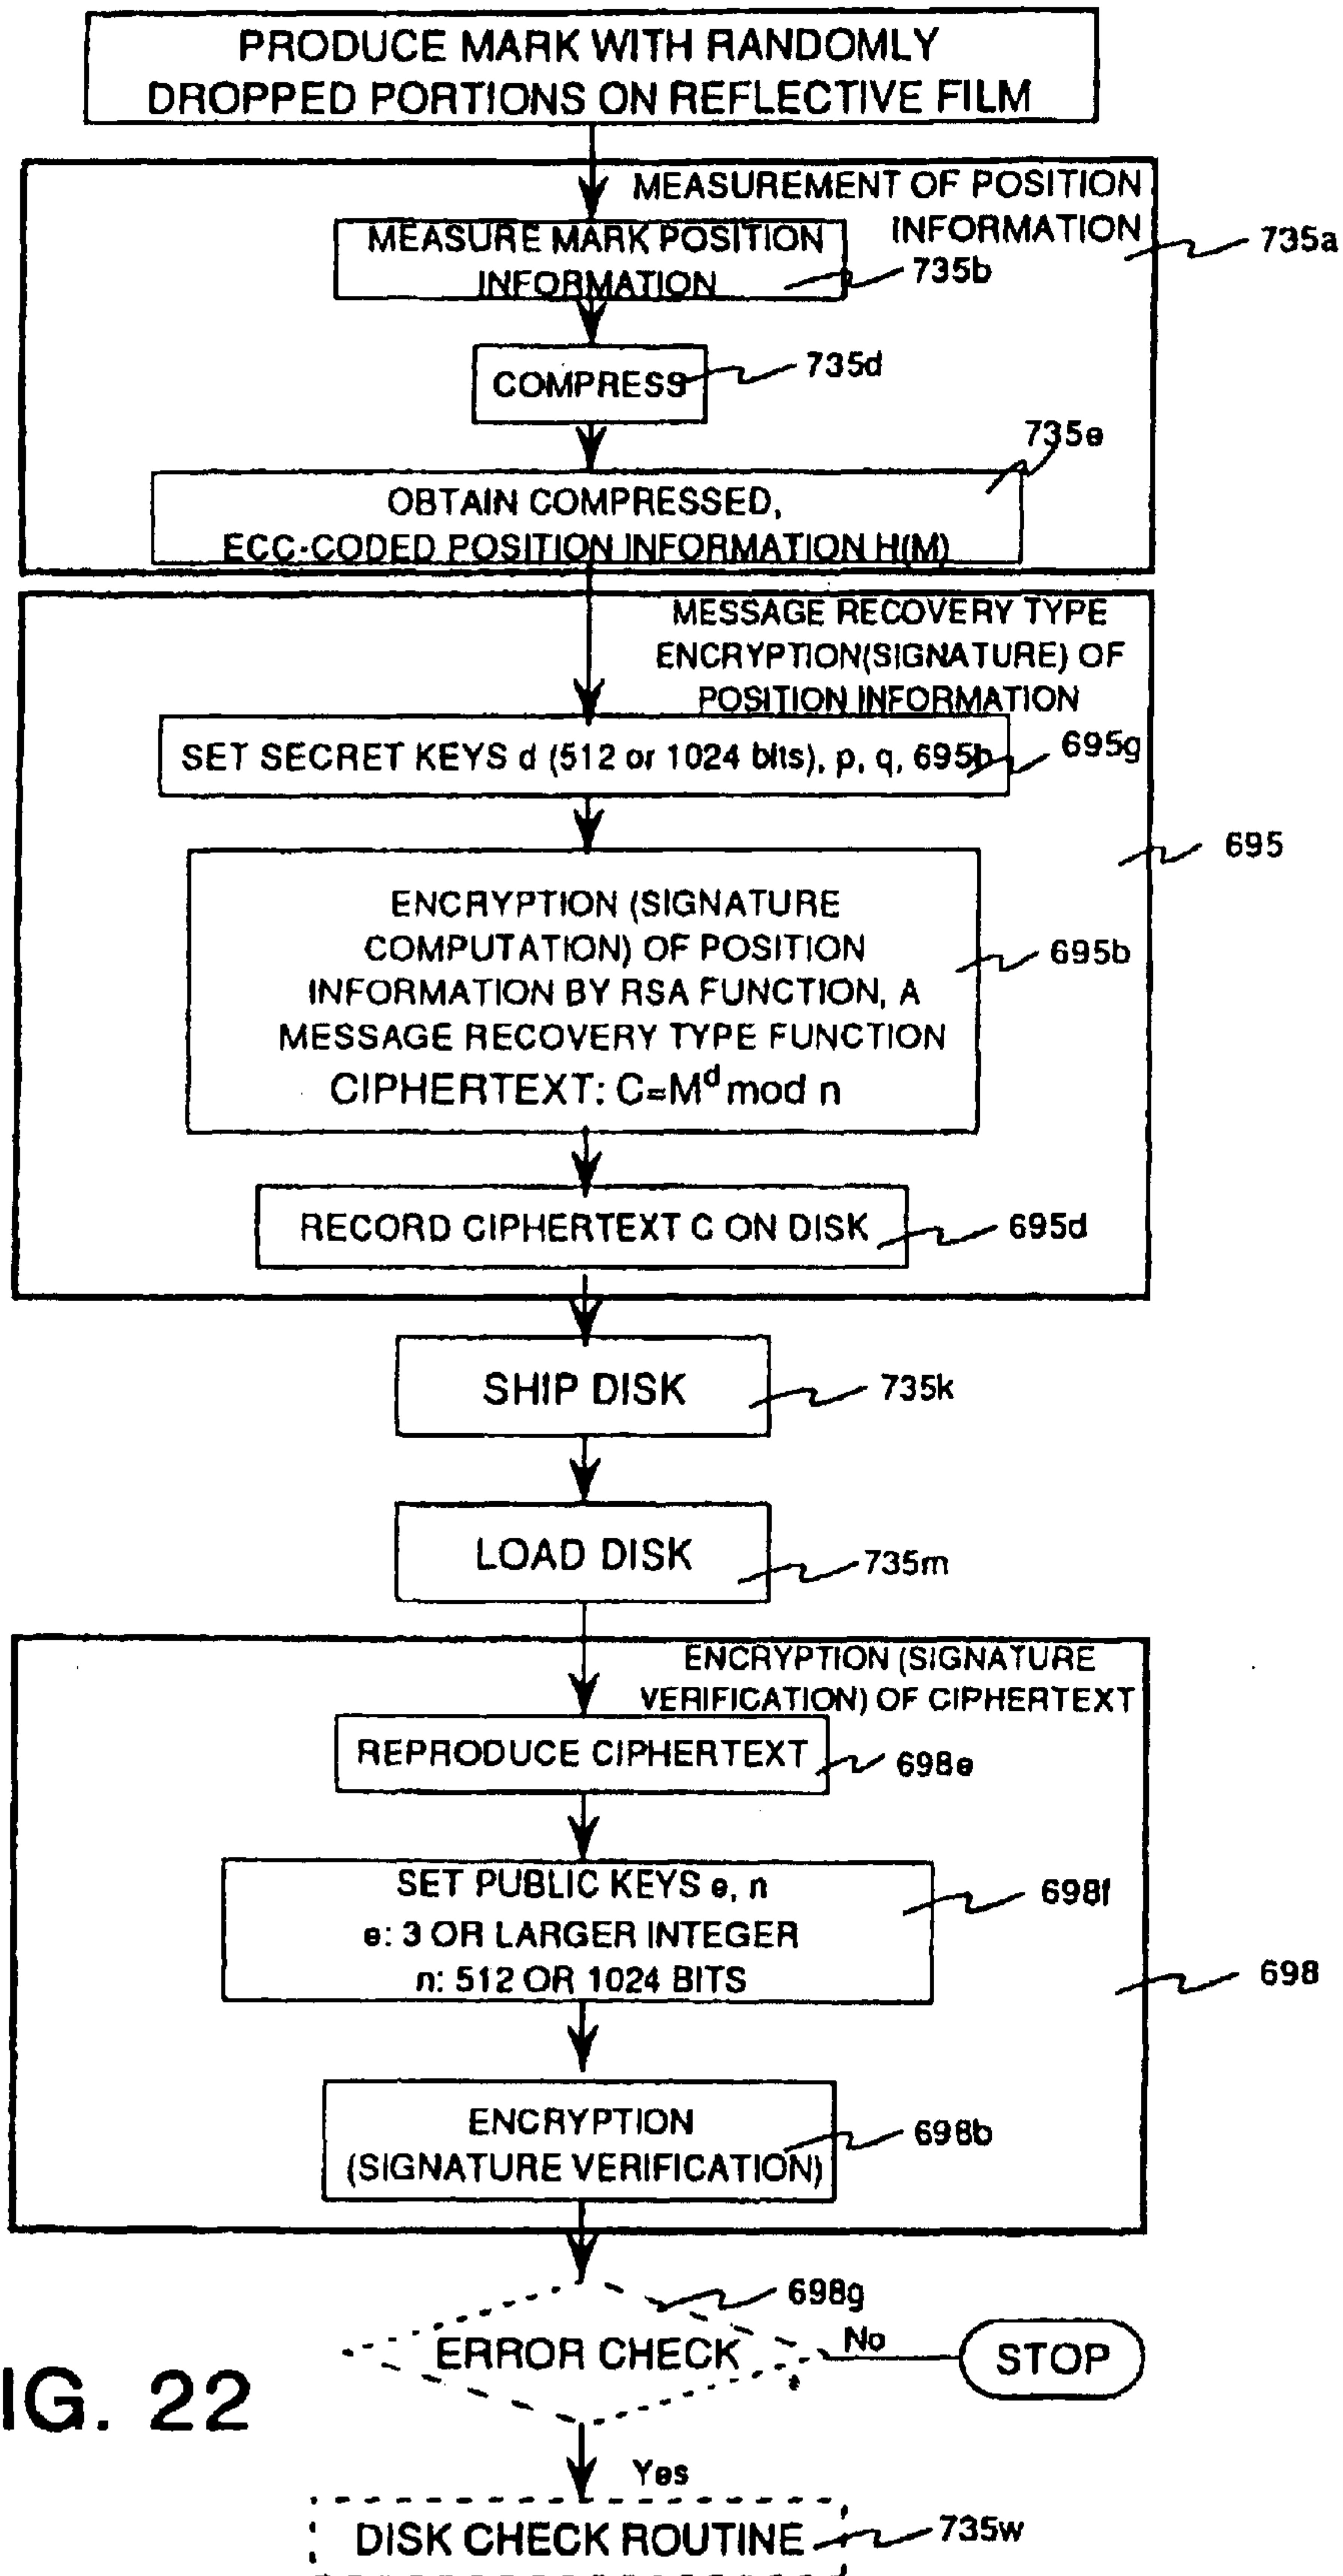 PRODUCE MARK WITH RANDOMLY
DROPPED PORTIONS ON REFLECTIVE FILM
MEASUREMENT OF POSITION
INFORMATION
735a
MEASURE MARK POSITION
INFORMATION
735b
COMPRESS
735d
735e
OBTAIN COMPRESSED,
ECC-CODED POSITION INFORMATION H(M)
MESSAGE RECOVERY TYPE
ENCRYPTION(SIGNATURE) OF
POSITION INFORMATION
SET SECRET KEYS d (512 or 1024 bits), p, q, 695b
695g
695
ENCRYPTION (SIGNATURE
COMPUTATION) OF POSITION
INFORMATION BY RSA FUNCTION, A
MESSAGE RECOVERY TYPE FUNCTION
CIPHERTEXT: C=M^d mod n
695b
RECORD CIPHERTEXT C ON DISK
695d
SHIP DISK
735k
LOAD DISK
735m
ENCRYPTION (SIGNATURE
VERIFICATION) OF CIPHERTEXT
REPRODUCE CIPHERTEXT
698e
SET PUBLIC KEYS e, n
e: 3 OR LARGER INTEGER
n: 512 OR 1024 BITS
698f
698
ENCRYPTION
(SIGNATURE VERIFICATION)
698b
698g
ERROR CHECK
No
STOP
IG. 22
Yes
DISK CHECK ROUTINE
735w